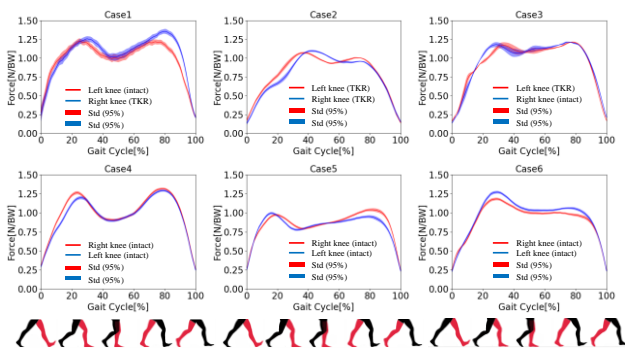 Case1
Case2
Case3
Force[N/BW]
1.50
1.25
1.00
0.75
0.50
0.25
0.00
Left knee (intact)
Right knee (TKR)
Std (95%)
Std (95%)
0 20 40 60 80 100
Gait Cycle[%]
Force[N/BW]
1.50
1.25
1.00
0.75
0.50
0.25
0.00
Left knee (TKR)
Right knee (TKR)
Std (95%)
Std (95%)
0 20 40 60 80 100
Gait Cycle[%]
Force[N/BW]
1.50
1.25
1.00
0.75
0.50
0.25
0.00
Left knee (TKR)
Right knee (intact)
Std (95%)
Std (95%)
0 20 40 60 80 100
Gait Cycle[%]
Case4
Case5
Case6
Force[N/BW]
1.50
1.25
1.00
0.75
0.50
0.25
0.00
Right knee (intact)
Left knee (intact)
Std (95%)
Std (95%)
0 20 40 60 80 100
Gait Cycle[%]
Force[N/BW]
1.50
1.25
1.00
0.75
0.50
0.25
0.00
Right knee (intact)
Left knee (intact)
Std (95%)
Std (95%)
0 20 40 60 80 100
Gait Cycle[%]
Force[N/BW]
1.50
1.25
1.00
0.75
0.50
0.25
0.00
Right knee (intact)
Left knee (intact)
Std (95%)
Std (95%)
0 20 40 60 80 100
Gait Cycle[%]